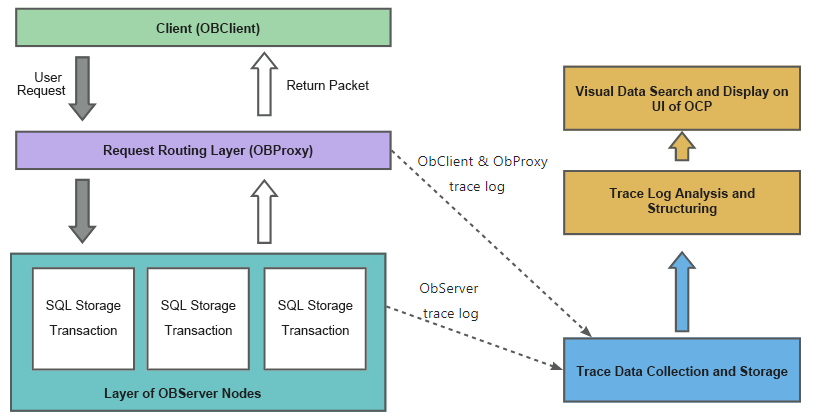 Client (OBClient)
User
Request
Return Packet
Request Routing Layer (OBProxy)
SQL Storage
Transaction
SQL Storage
Transaction
SQL Storage
Transaction
Layer of OBServer Nodes
ObClient & ObProxy
trace log
ObServer
trace log
Visual Data Search and Display on
UI of OCP
Trace Log Analysis and
Structuring
Trace Data Collection and Storage